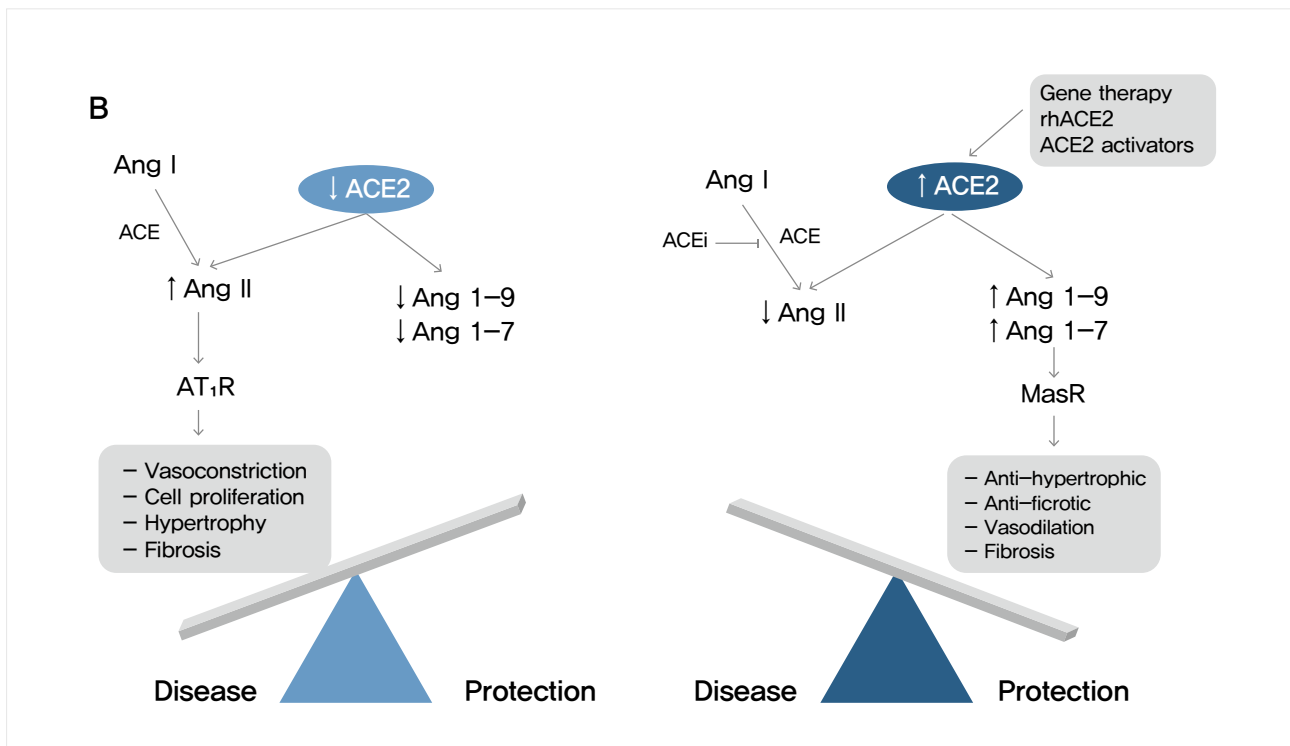 B
Ang I
↓ ACE2
ACE
↑ Ang II
↓ Ang 1–9
↓ Ang 1–7
AT₁R
– Vasoconstriction
– Cell proliferation
– Hypertrophy
– Fibrosis
Disease
Protection
Gene therapy
rhACE2
ACE2 activators
Ang I
↑ ACE2
ACEi
ACE
↓ Ang II
↑ Ang 1–9
↑ Ang 1–7
MasR
– Anti–hypertrophic
– Anti–ficrotic
– Vasodilation
– Fibrosis
Disease
Protection